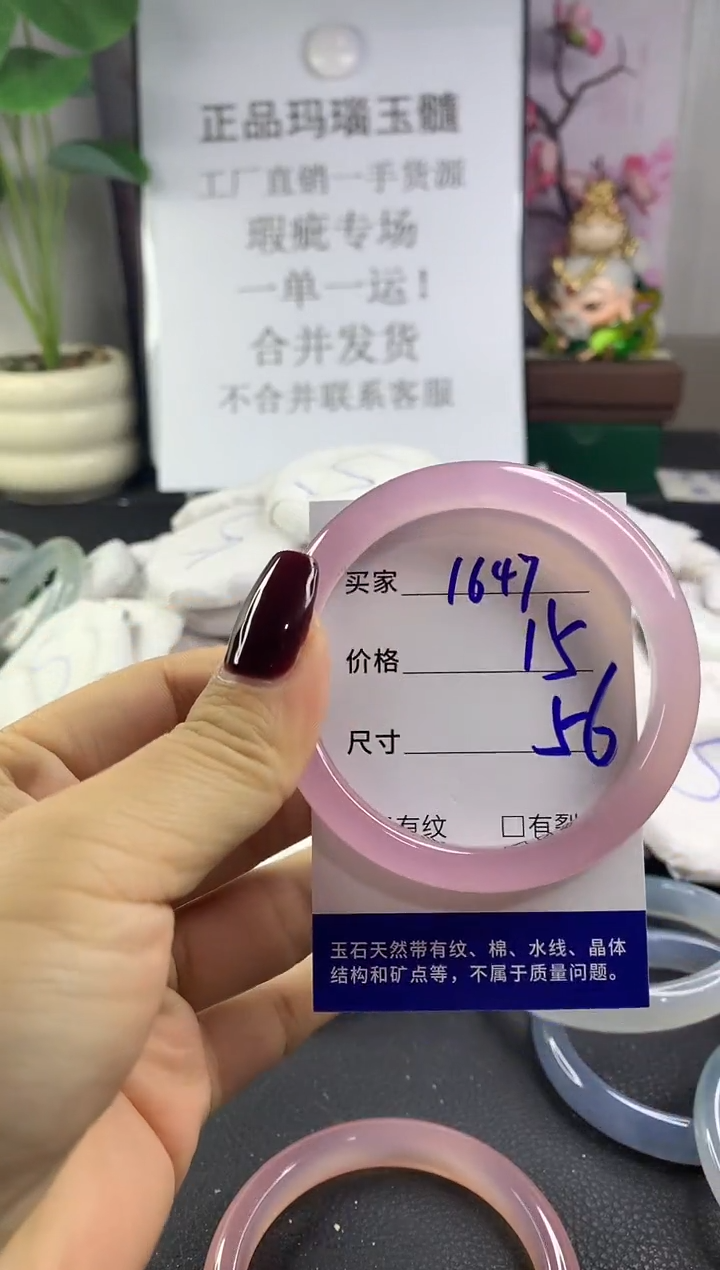 正品玛瑙玉髓
工厂直销一手货源
瑕疵专场
一单一运！
合并发货
不合并联系客服
买家 1647
价格 15
尺寸 56
有纹 □有裂
玉石天然带有纹、棉、水线、晶体
结构和矿点等，不属于质量问题。